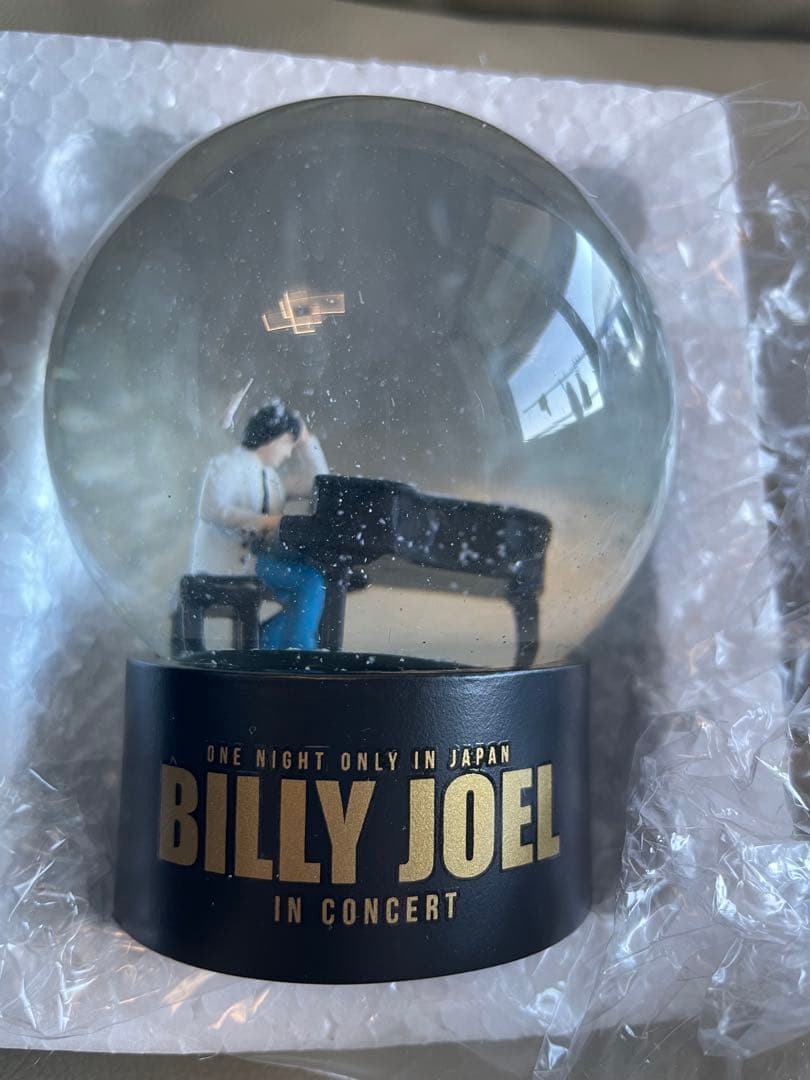 ONE NIGHT ONLY IN JAPAN
BILLY JOEL
IN CONCERT